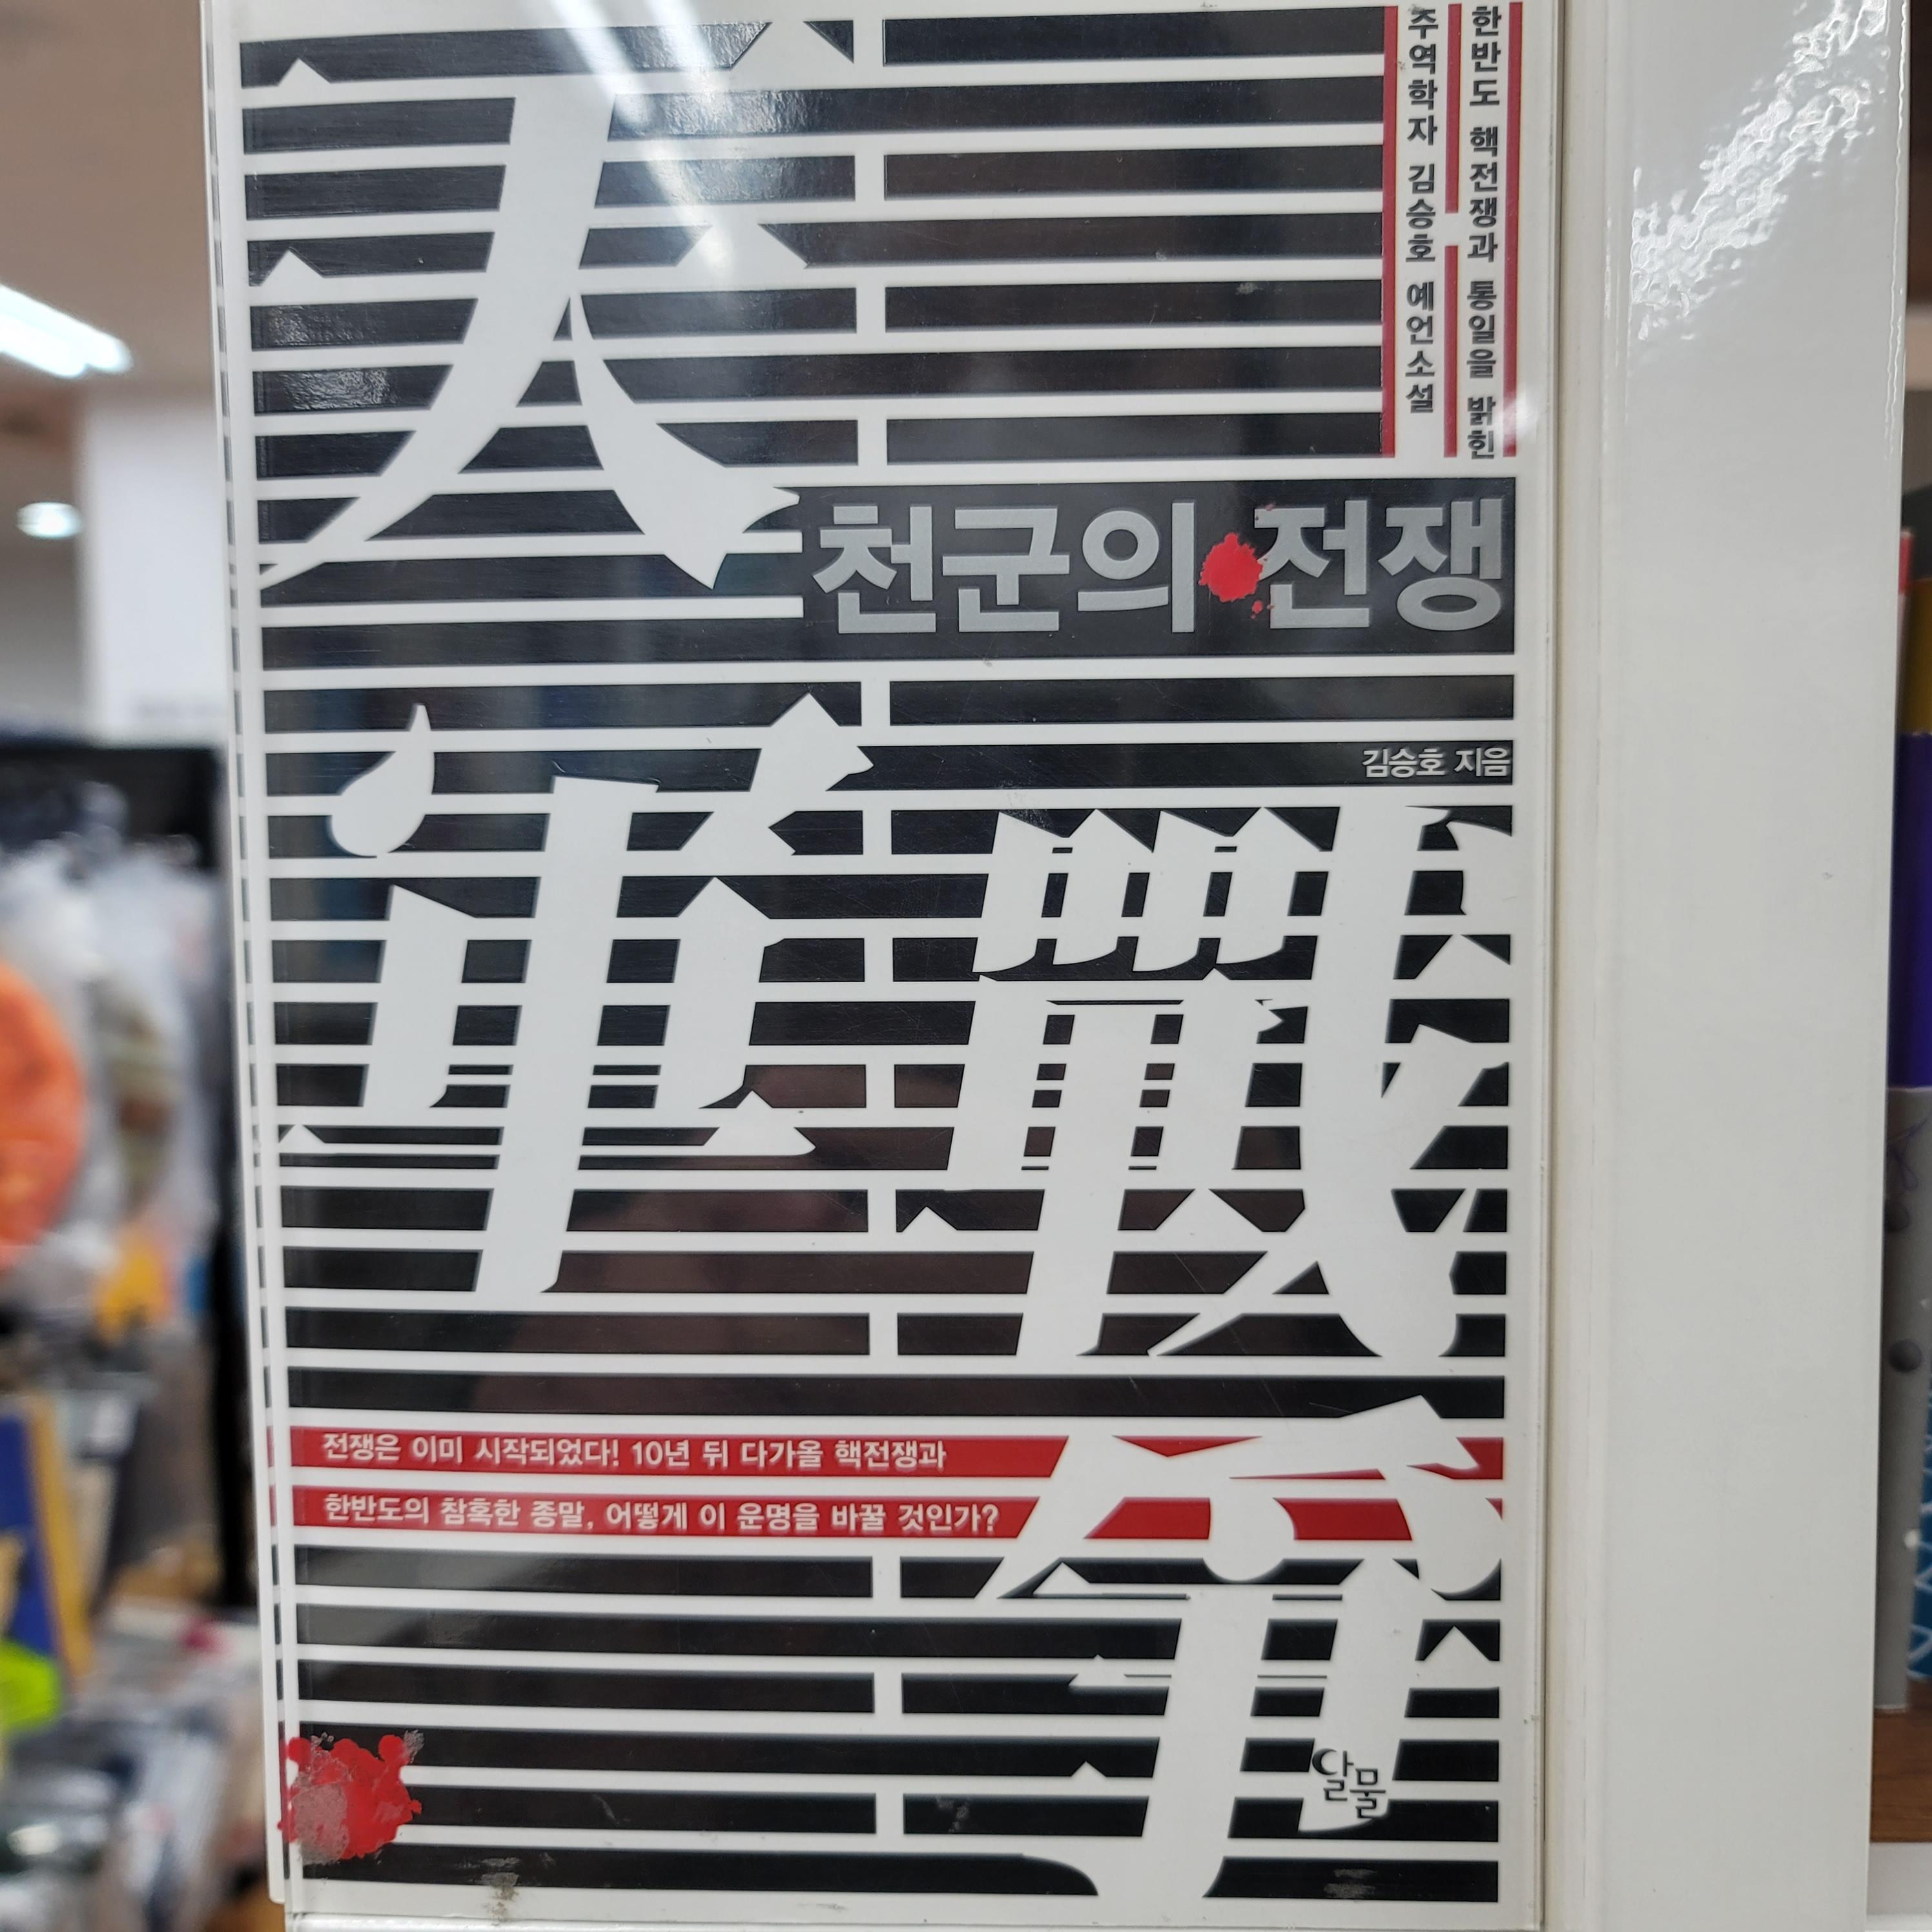 한반도 핵전쟁과 통일을 밝힌
주역학자 김승호 예언소설
天
천군의 전쟁
김승호 지음
軍
戰
爭
전쟁은 이미 시작되었다! 10년 뒤 다가올 핵전쟁과
한반도의 참혹한 종말, 어떻게 이 운명을 바꿀 것인가?
달물